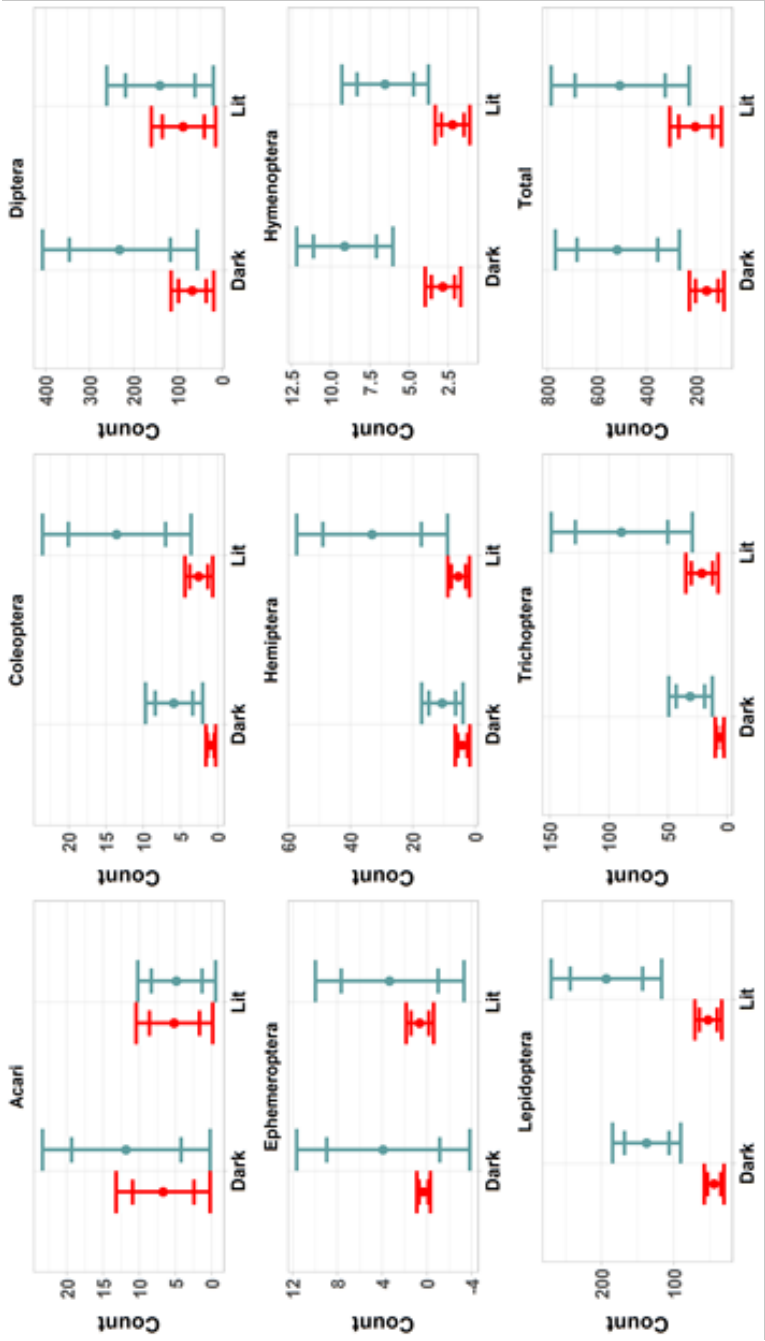 Acari
Count
20
15
10
5
0
Dark
Lit
Coleoptera
Count
20
15
10
5
0
Dark
Lit
Diptera
Count
400
300
200
100
0
Dark
Lit
Ephemeroptera
Count
12
8
4
0
-4
Dark
Lit
Hemiptera
Count
60
40
20
0
Dark
Lit
Hymenoptera
Count
12.5
10.0
7.5
5.0
2.5
Dark
Lit
Lepidoptera
Count
200
100
Dark
Lit
Trichoptera
Count
150
100
50
0
Dark
Lit
Total
Count
800
600
400
200
Dark
Lit